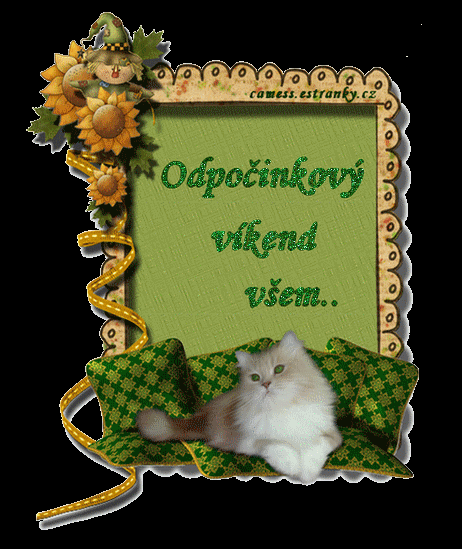 camess.estranky.cz
Odpočinkový
víkend
všem..